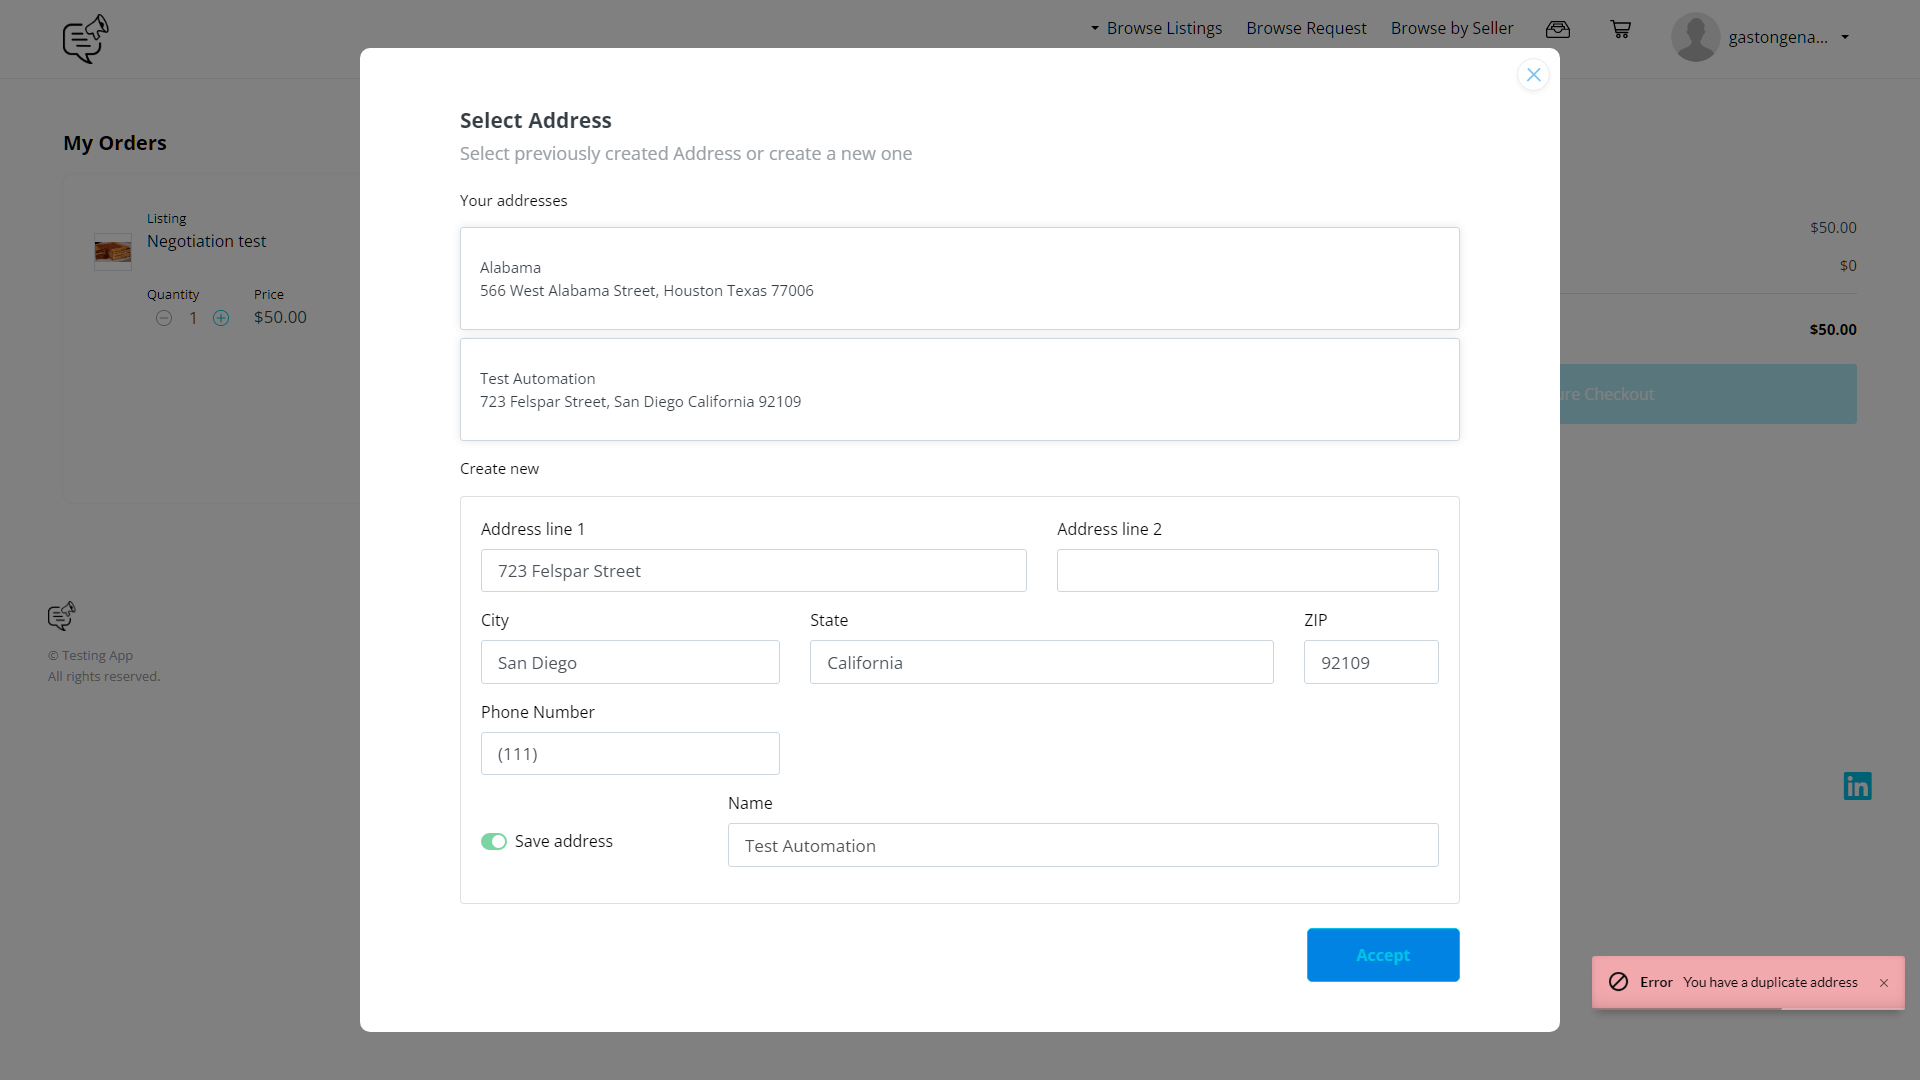 Browse Listings
Browse Request
Browse by Seller
gastongena...
My Orders
Listing
Negotiation test
Quantity
Price
1
$50.00
Select Address
Select previously created Address or create a new one
Your addresses
Alabama
566 West Alabama Street, Houston Texas 77006
Test Automation
723 Felspar Street, San Diego California 92109
Create new
Address line 1
Address line 2
723 Felspar Street
City
State
ZIP
San Diego
California
92109
Phone Number
(111)
Name
Save address
Test Automation
Accept
$50.00
$0
$50.00
Checkout
© Testing App
All rights reserved.
in
Error You have a duplicate address